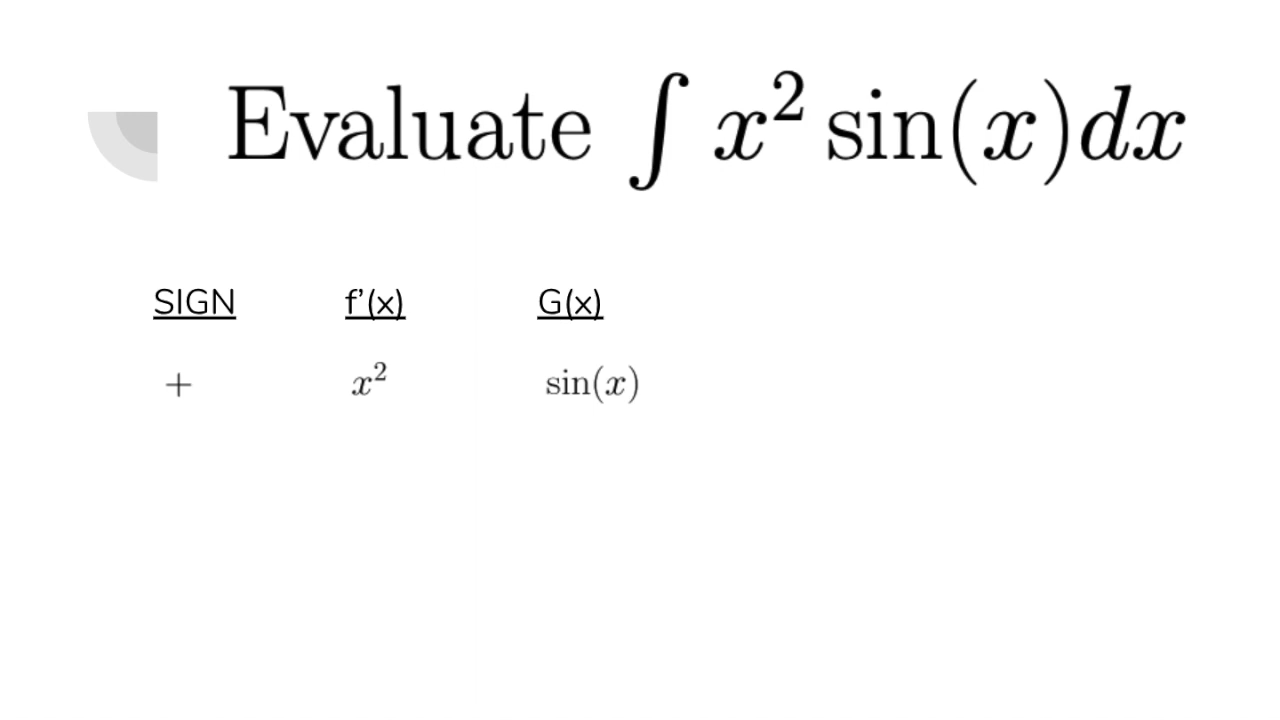 Evaluate ∫ x² sin(x)dx
SIGN f’(x) G(x)
+ x² sin(x)